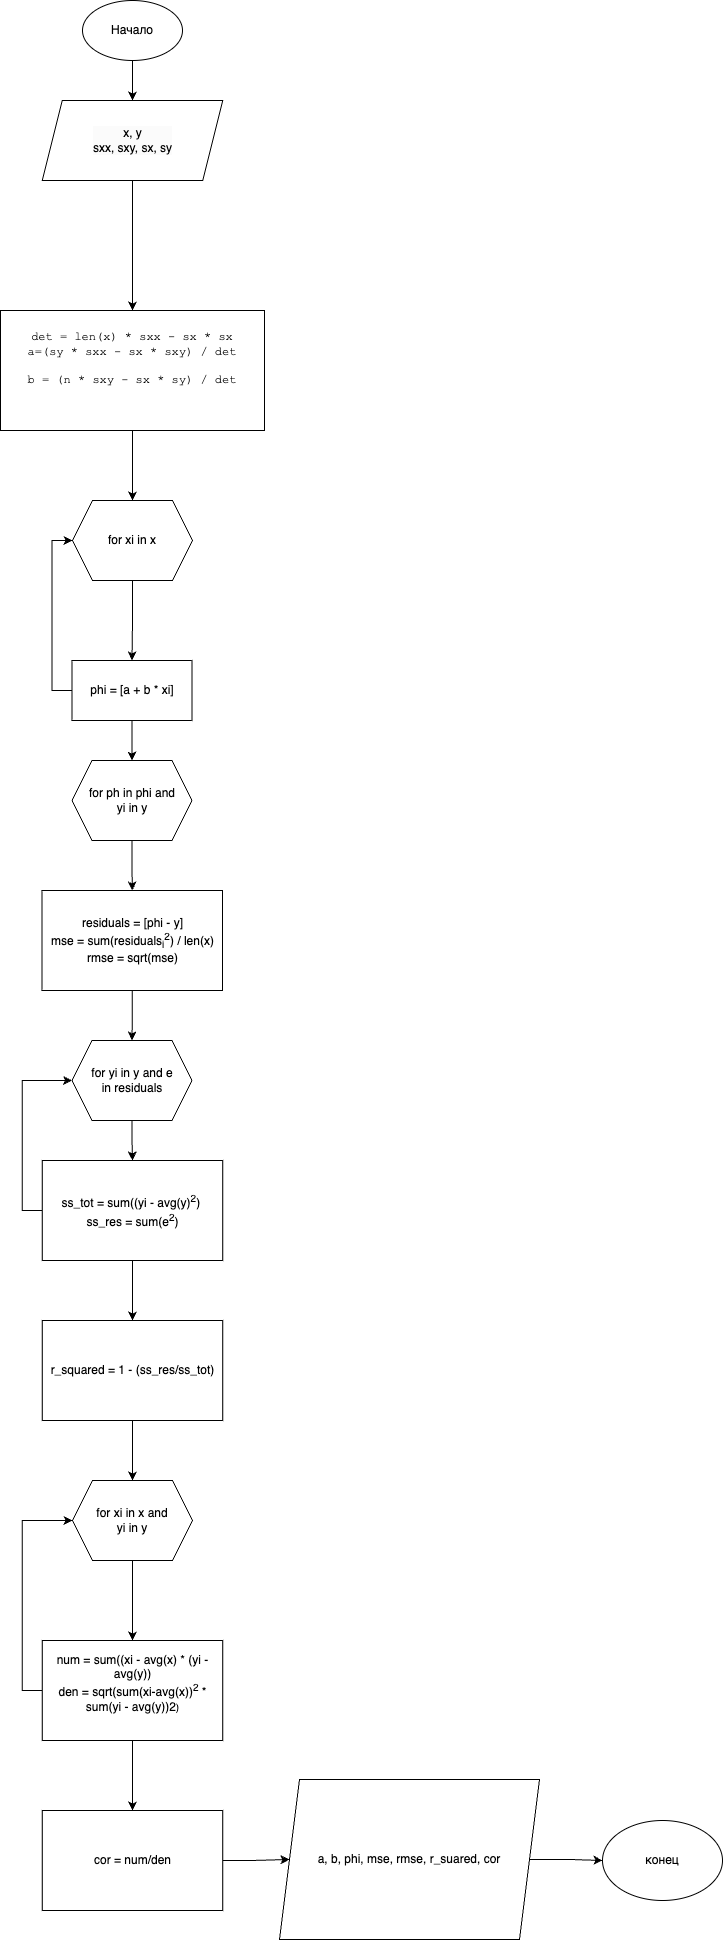 Начало
x, y
sxx, sxy, sx, sy
det = len(x) * sxx - sx * sx
a=(sy * sxx - sx * sxy) / det
b = (n * sxy - sx * sy) / det
for xi in x
phi = [a + b * xi]
for ph in phi and
yi in y
residuals = [phi - y]
mse = sum(residualsᵢ²) / len(x)
rmse = sqrt(mse)
for yi in y and e
in residuals
ss_tot = sum((yi - avg(y)²)
ss_res = sum(e²)
r_squared = 1 - (ss_res/ss_tot)
for xi in x and
yi in y
num = sum((xi - avg(x) * (yi -
avg(y))
den = sqrt(sum(xi-avg(x))² *
sum(yi - avg(y))2)
cor = num/den
a, b, phi, mse, rmse, r_suared, cor
конец